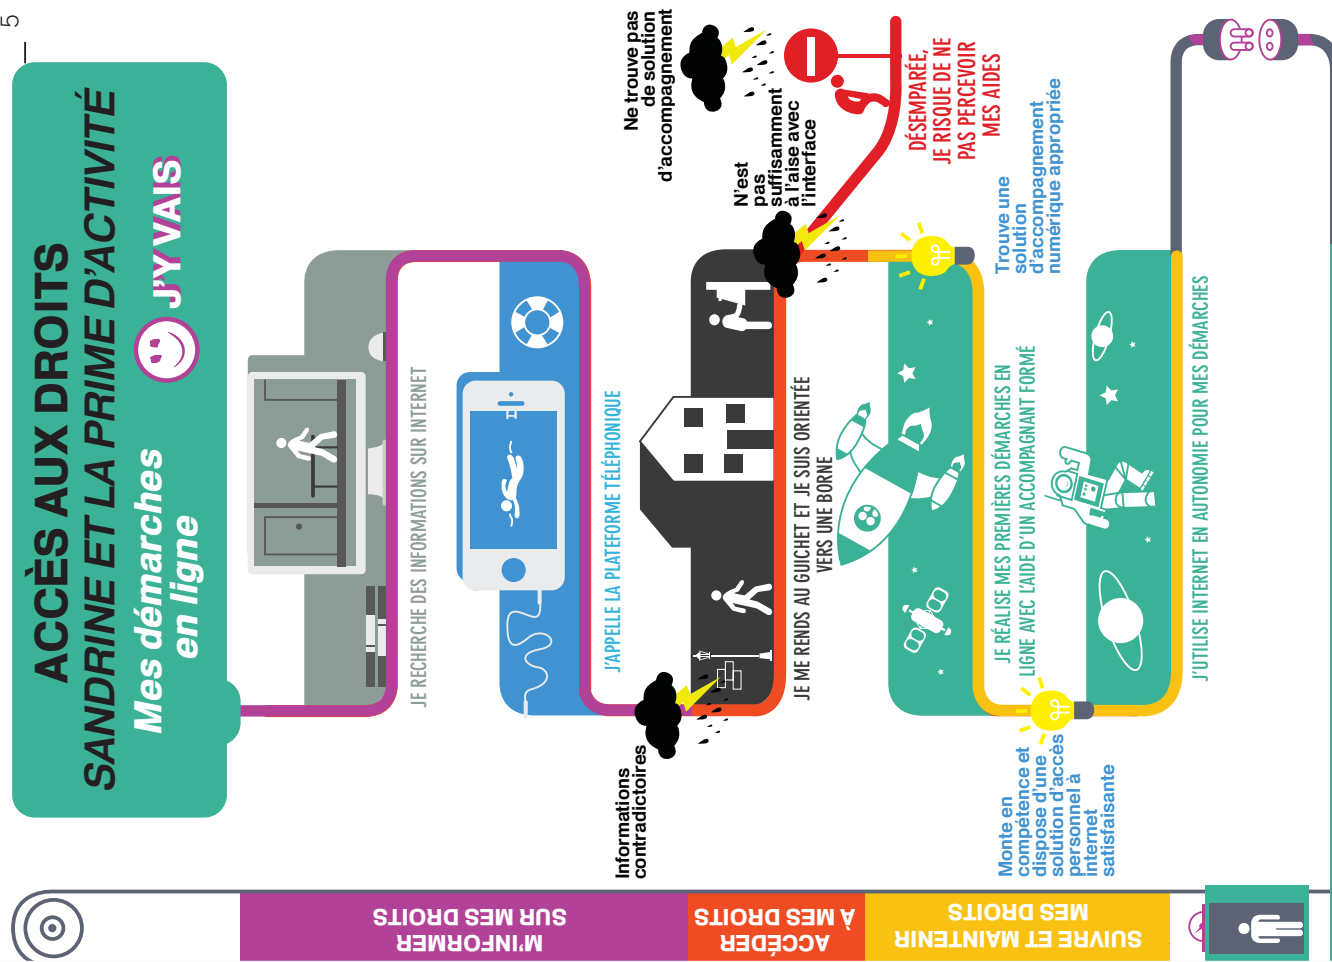 5
ACCÈS AUX DROITS
SANDRINE ET LA PRIME D'ACTIVITÉ
Mes démarches
en ligne
J'Y VAIS
JE RECHERCHE DES INFORMATIONS SUR INTERNET
J'APPELLE LA PLATEFORME TÉLÉPHONIQUE
Informations
contradictoires
JE ME RENDS AU GUICHET ET JE SUIS ORIENTÉE
VERS UNE BORNE
N'est
pas
suffisamment
à l'aise avec
l'interface
Ne trouve pas
de solution
d'acccompagnement
DÉSEMPARÉE,
JE RISQUE DE NE
PAS PERCEVOIR
MES AIDES
Trouve une
solution
d'accompagnement
numérique appropriée
JE RÉALISE MES PREMIÈRES DÉMARCHES EN
LIGNE AVEC L'AIDE D'UN ACCOMPAGNANT FORMÉ
Monte en
compétence et
dispose d'une
solution d'accès
personnel à
internet
satisfaisante
J'UTILISE INTERNET EN AUTONOMIE POUR MES DÉMARCHES
M'INFORMER
SUR MES DROITS
ACCÉDER
À MES DROITS
SUIVRE ET MAINTENIR
MES DROITS